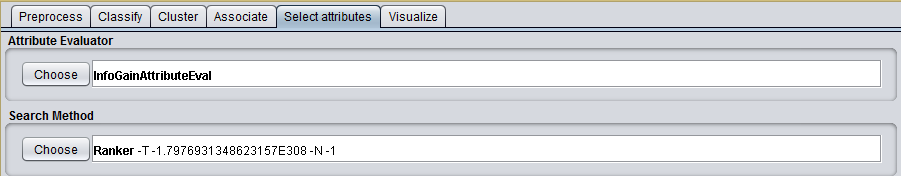 Preprocess Classify Cluster Associate Select attributes Visualize
Attribute Evaluator
Choose InfoGainAttributeEval
Search Method
Choose Ranker -T -1.7976931348623157E308 -N -1